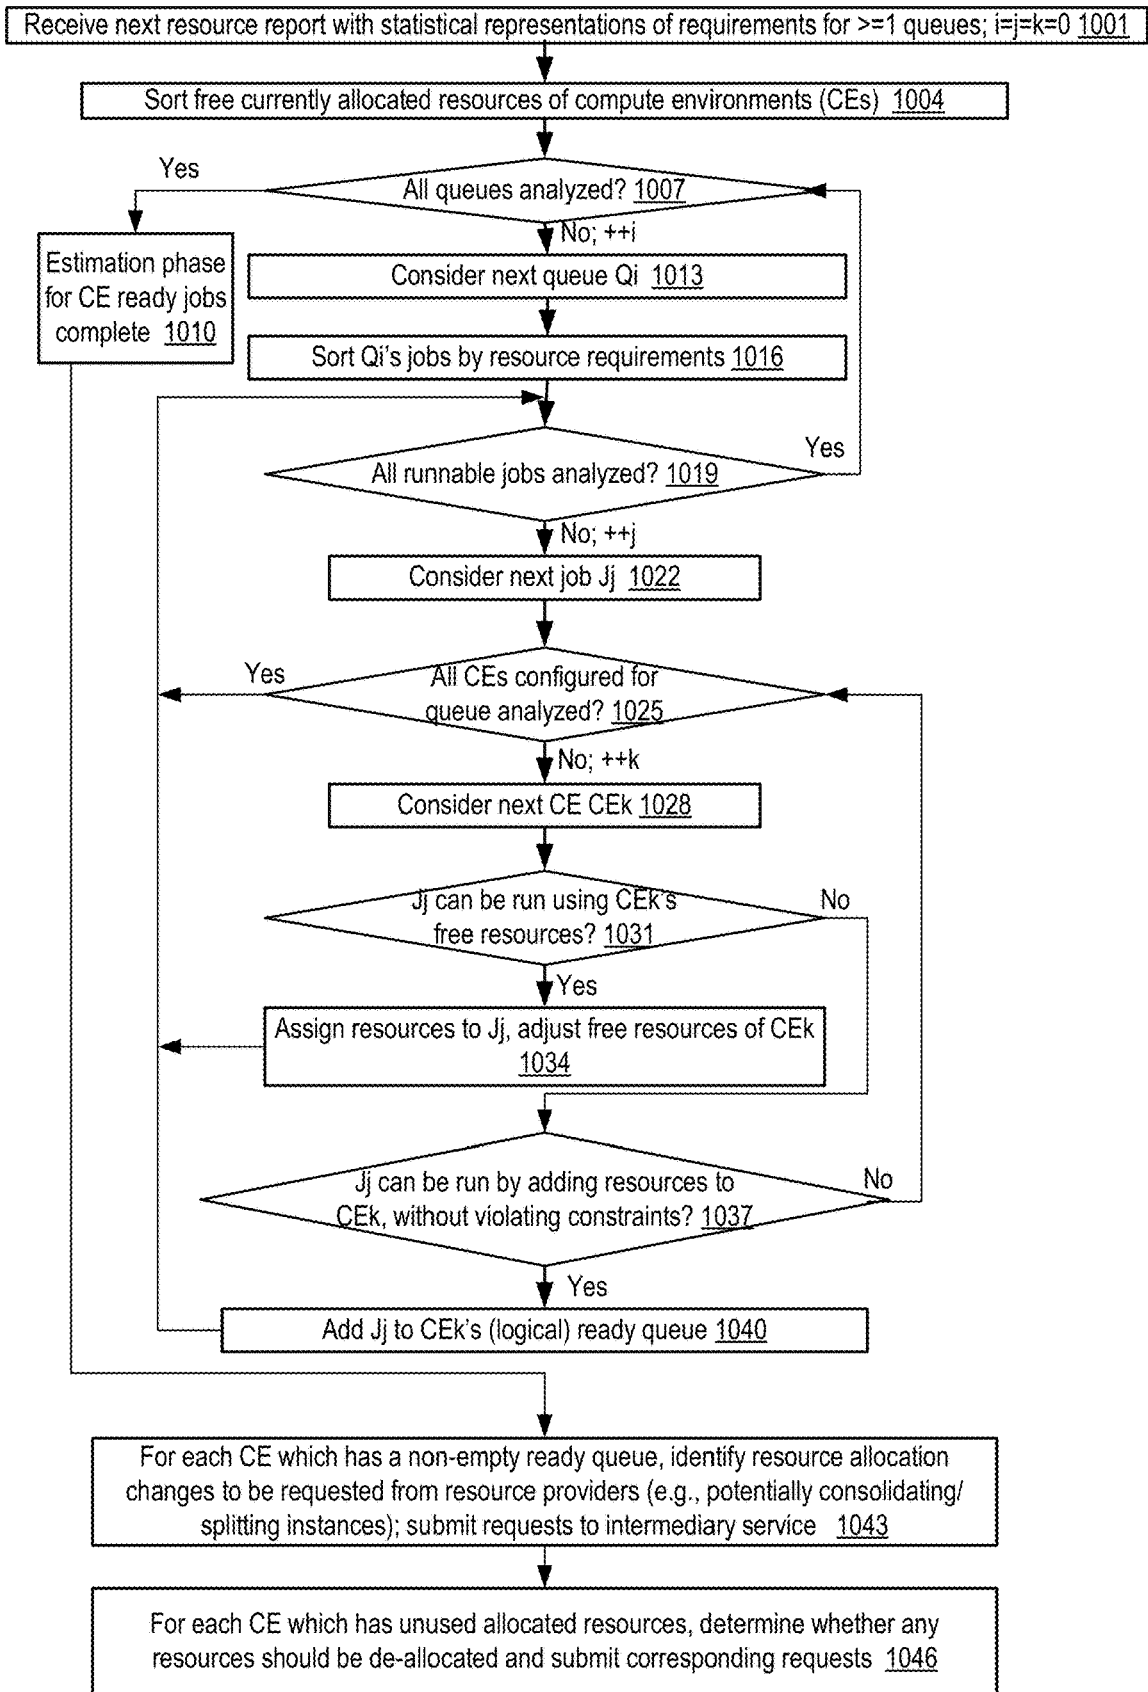 Receive next resource report with statistical representations of requirements for >=1 queues; i=j=k=0 1001
Sort free currently allocated resources of compute environments (CEs) 1004
Yes
All queues analyzed? 1007
No; ++i
Estimation phase
for CE ready jobs
complete 1010
Consider next queue Qi 1013
Sort Qi's jobs by resource requirements 1016
Yes
All runnable jobs analyzed? 1019
No; ++j
Consider next job Jj 1022
Yes
All CEs configured for
queue analyzed? 1025
No; ++k
Consider next CE CEk 1028
Jj can be run using CEk's
free resources? 1031
No
Yes
Assign resources to Jj, adjust free resources of CEk
1034
Jj can be run by adding resources to
CEk, without violating constraints? 1037
No
Yes
Add Jj to CEk's (logical) ready queue 1040
For each CE which has a non-empty ready queue, identify resource allocation
changes to be requested from resource providers (e.g., potentially consolidating/
splitting instances); submit requests to intermediary service 1043
For each CE which has unused allocated resources, determine whether any
resources should be de-allocated and submit corresponding requests 1046